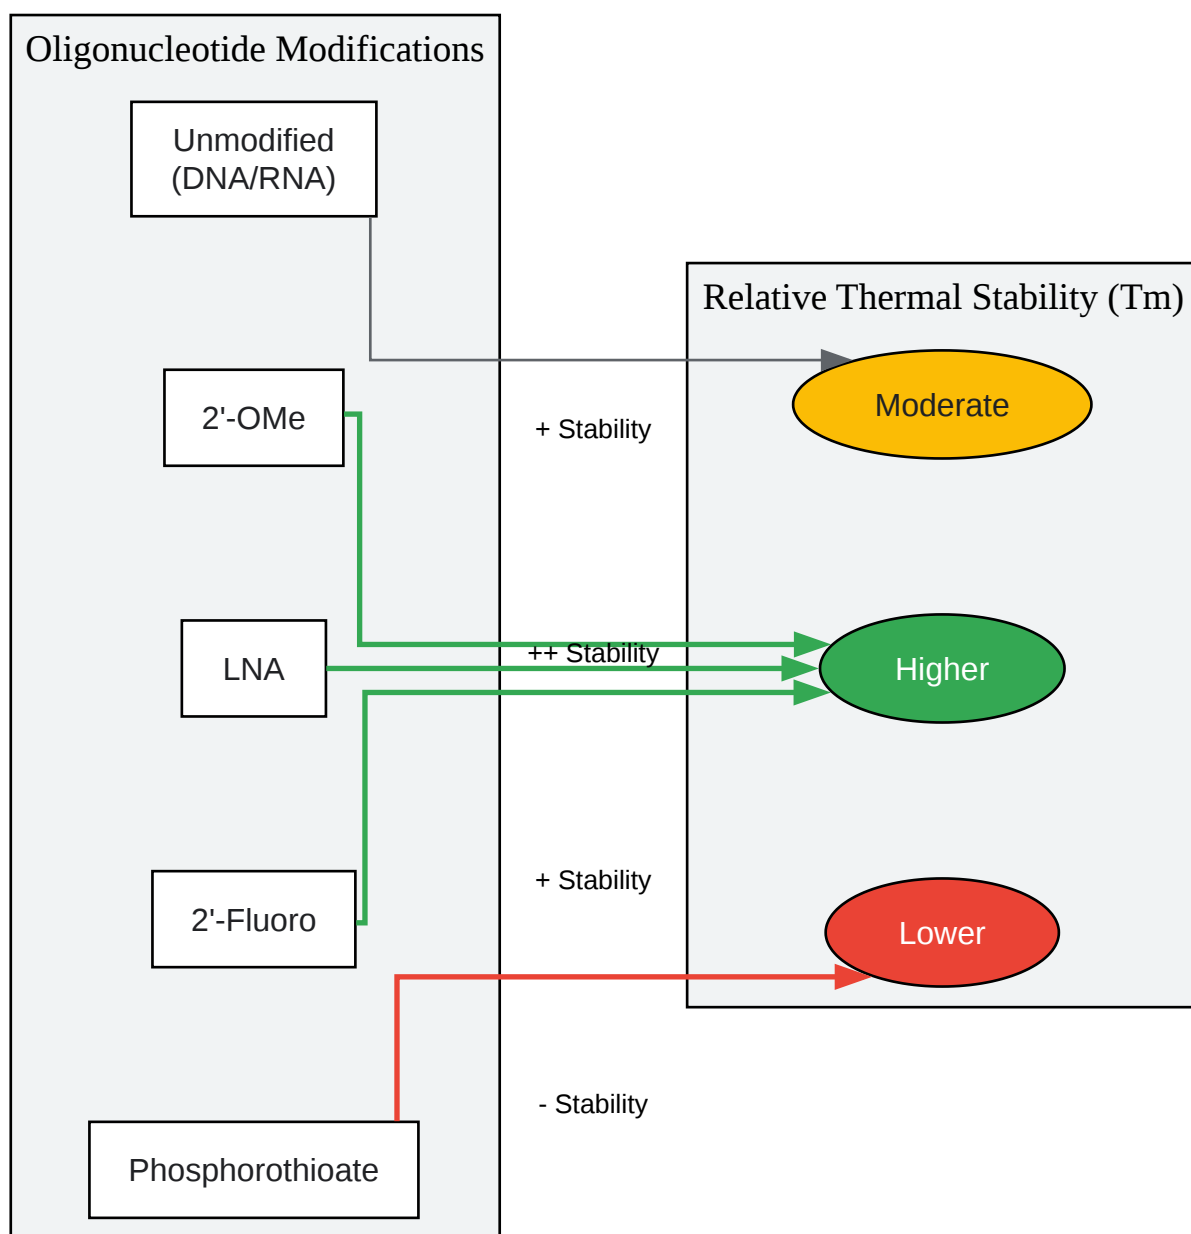 Oligonucleotide Modifications
Unmodified
(DNA/RNA)
2'-OMe
LNA
2'-Fluoro
Phosphorothioate
+ Stability
++ Stability
+ Stability
- Stability
Relative Thermal Stability (Tm)
Moderate
Higher
Lower